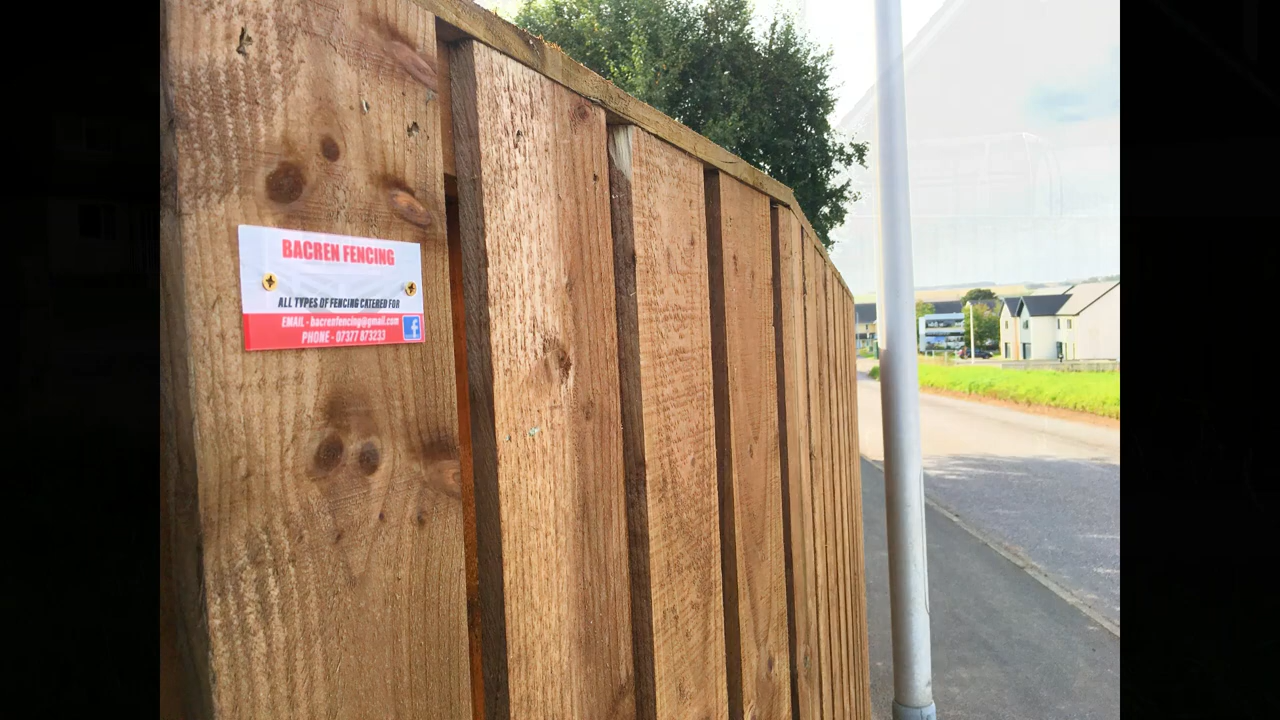 BACREN FENCING
ALL TYPES OF FENCING CATERED FOR
EMAIL - bacrenfencing@gmail.com
PHONE - 07377 873233
f